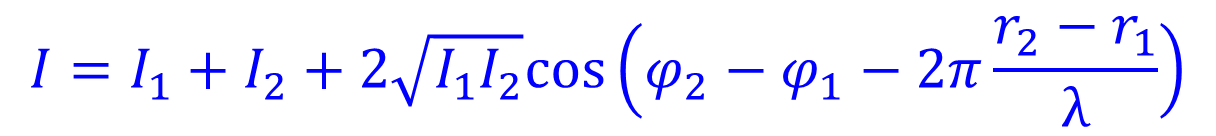 I = I₁ + I₂ + 2√(I₁I₂)cos(φ₂ − φ₁ − 2π (r₂ − r₁)/λ)